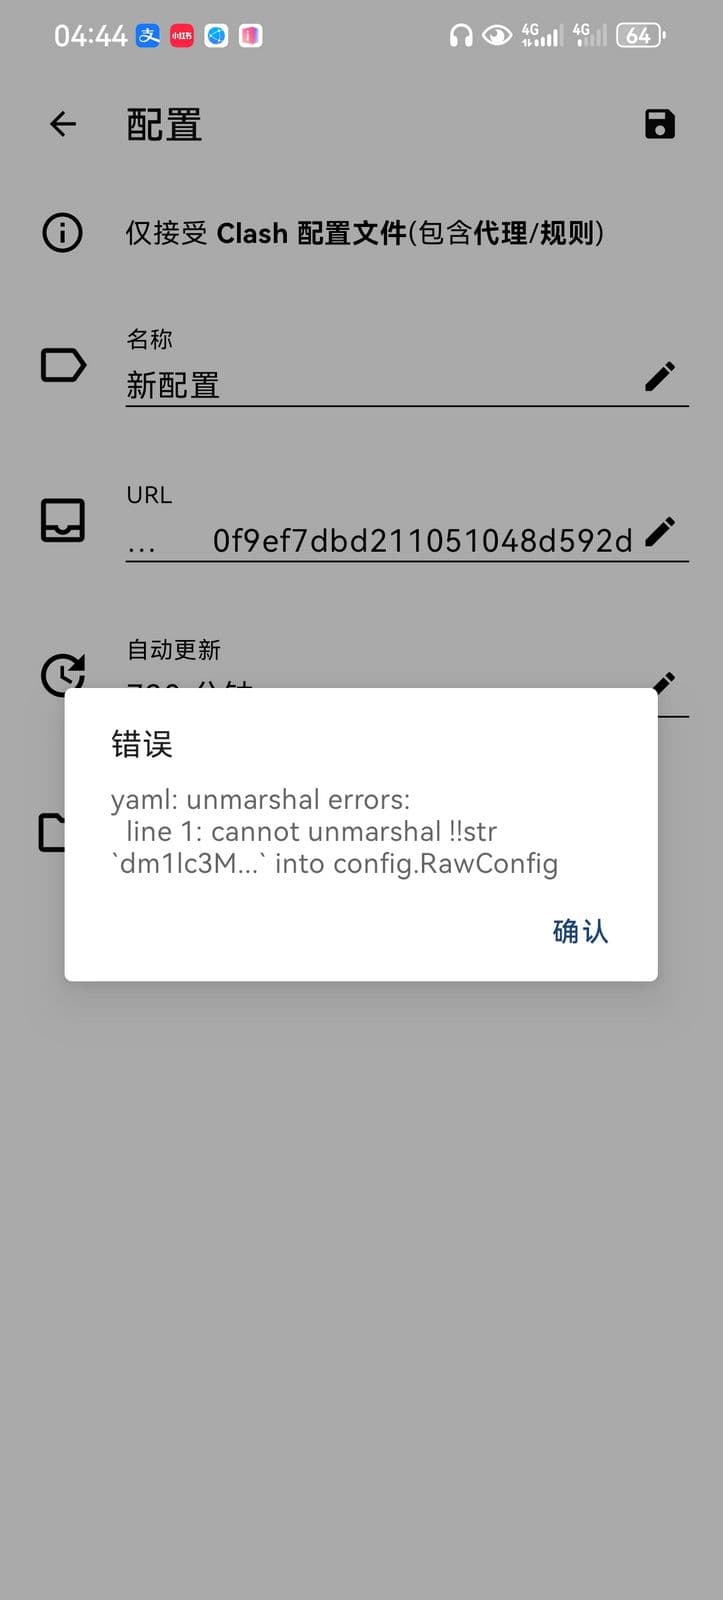 04:44 4G 4G 64
配置
仅接受 Clash 配置文件(包含代理/规则)
名称
新配置
URL
... 0f9ef7dbd211051048d592d
自动更新
错误
yaml: unmarshal errors:
line 1: cannot unmarshal !!str
`dm1lc3M...` into config.RawConfig
确认